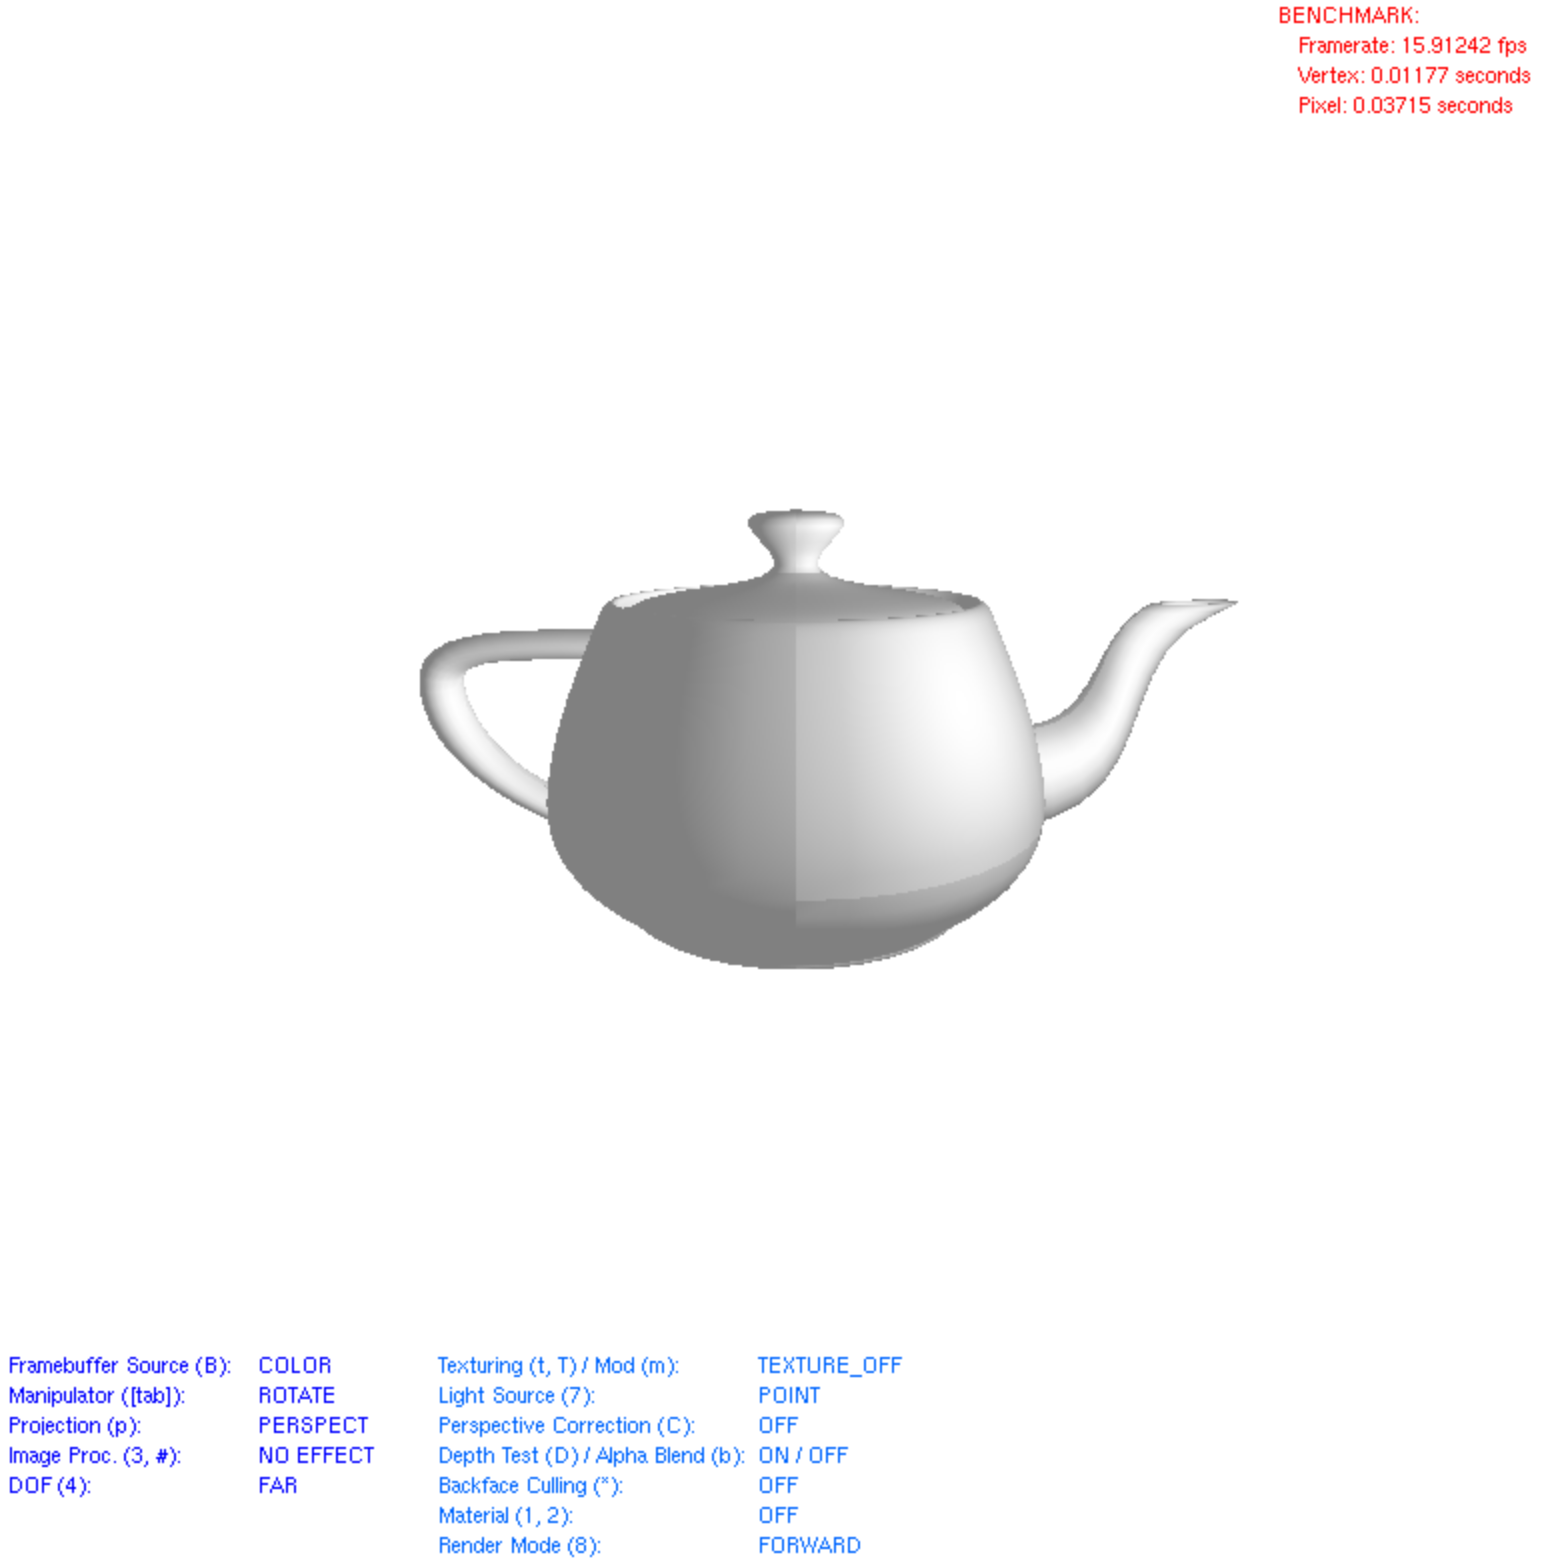 BENCHMARK:
Framerate: 15.91242 fps
Vertex: 0.01177 seconds
Pixel: 0.03715 seconds
Framebuffer Source (B): COLOR
Manipulator ([tab]): ROTATE
Projection (p): PERSPECT
Image Proc. (3, #): NO EFFECT
DOF (4): FAR
Texturing (t, T) / Mod (m): TEXTURE_OFF
Light Source (7): POINT
Perspective Correction (C): OFF
Depth Test (D) / Alpha Blend (b): ON / OFF
Backface Culling (*): OFF
Material (1, 2): OFF
Render Mode (8): FORWARD